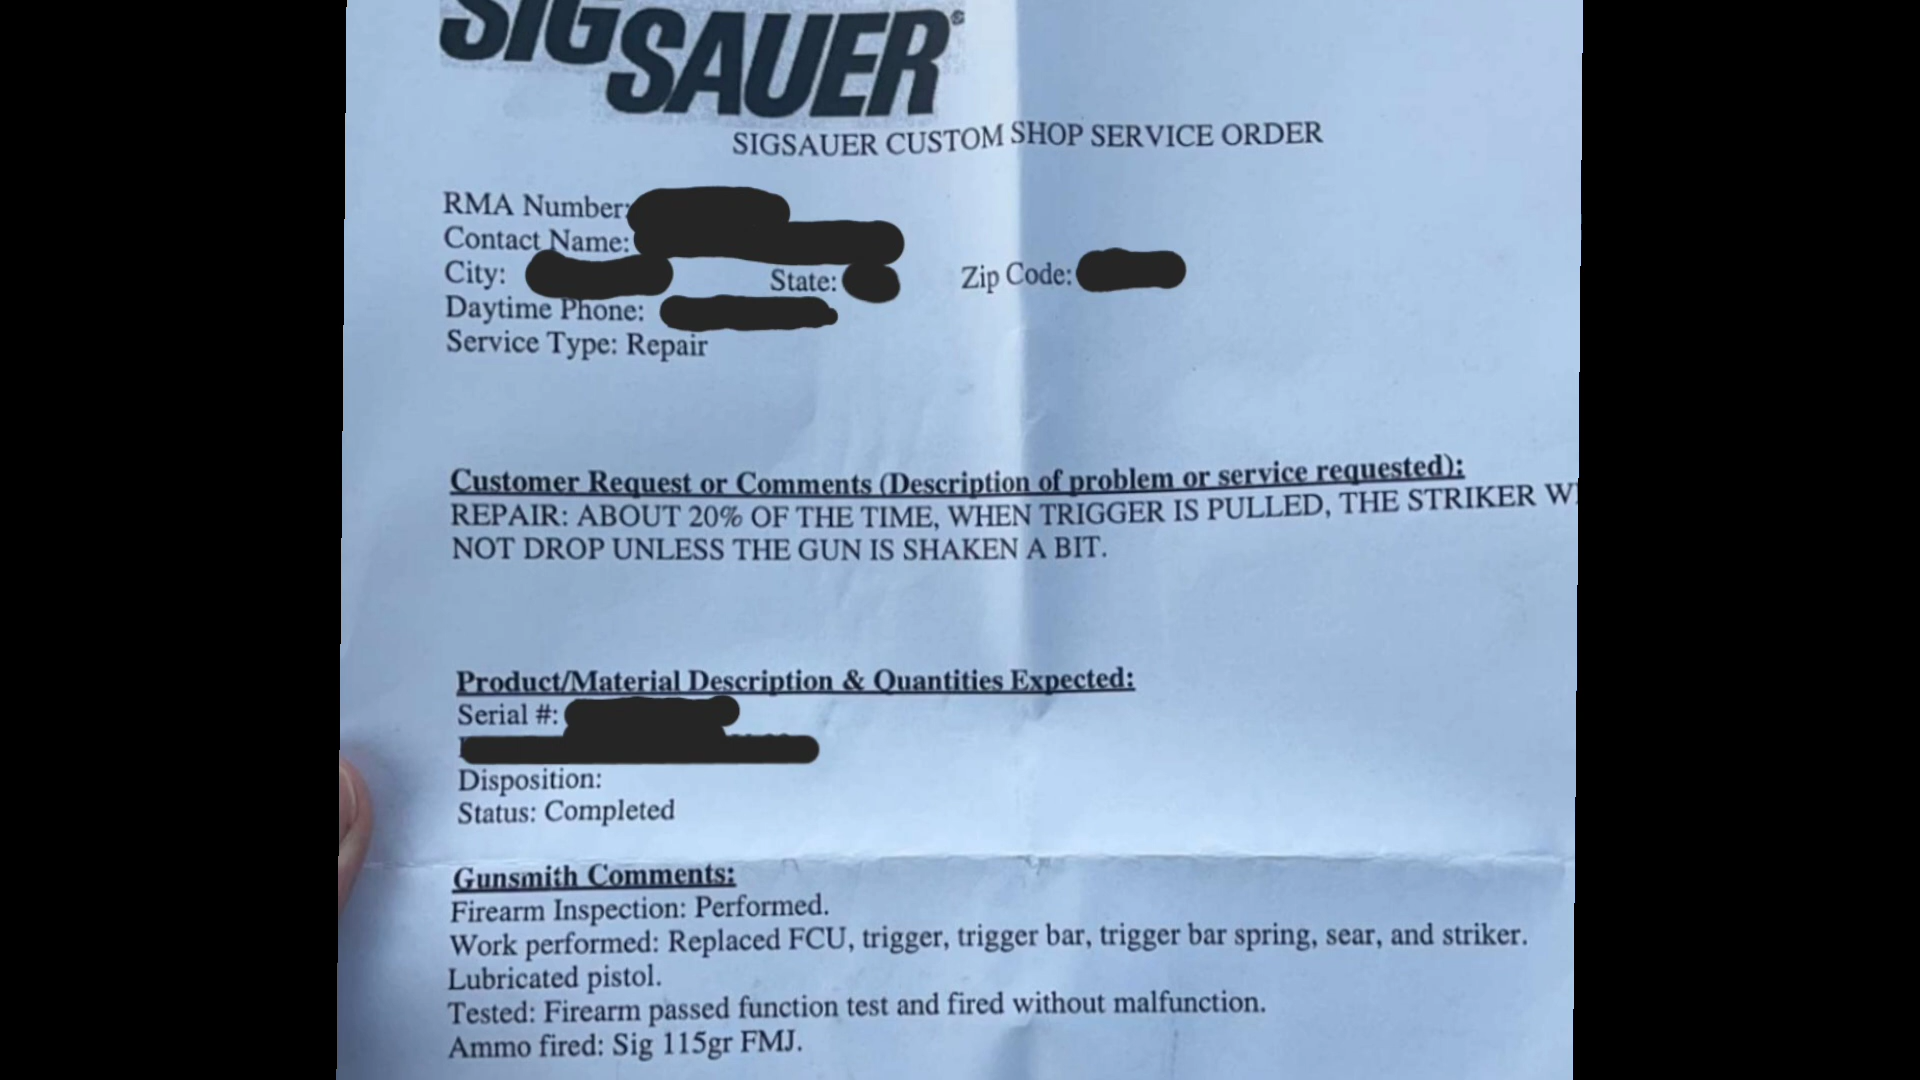 SIGSAUER
SIGSAUER CUSTOM SHOP SERVICE ORDER
RMA Number:
Contact Name:
City: State: Zip Code:
Daytime Phone:
Service Type: Repair
Customer Request or Comments (Description of problem or service requested):
REPAIR: ABOUT 20% OF THE TIME, WHEN TRIGGER IS PULLED, THE STRIKER
NOT DROP UNLESS THE GUN IS SHAKEN A BIT.
Product/Material Description & Quantities Expected:
Serial #:
Disposition:
Status: Completed
Gunsmith Comments:
Firearm Inspection: Performed.
Work performed: Replaced FCU, trigger, trigger bar, trigger bar spring, sear, and striker.
Lubricated pistol.
Tested: Firearm passed function test and fired without malfunction.
Ammo fired: Sig 115gr FMJ.